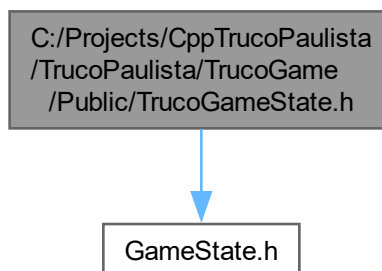 C:/Projects/CppTrucoPaulista
/TrucoPaulista/TrucoGame
/Public/TrucoGameState.h
GameState.h